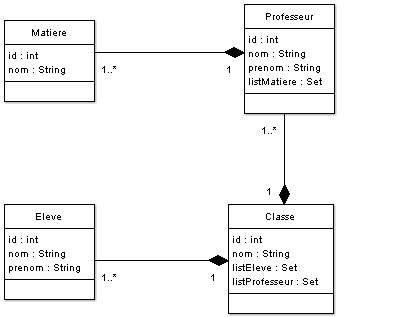 Professeur
id : int
nom : String
prenom : String
listMatiere : Set
Matiere
id : int
nom : String
1..*
1
1..*
1
Eleve
id : int
nom : String
prenom : String
1..*
1
Classe
id : int
nom : String
listEleve : Set
listProfesseur : Set